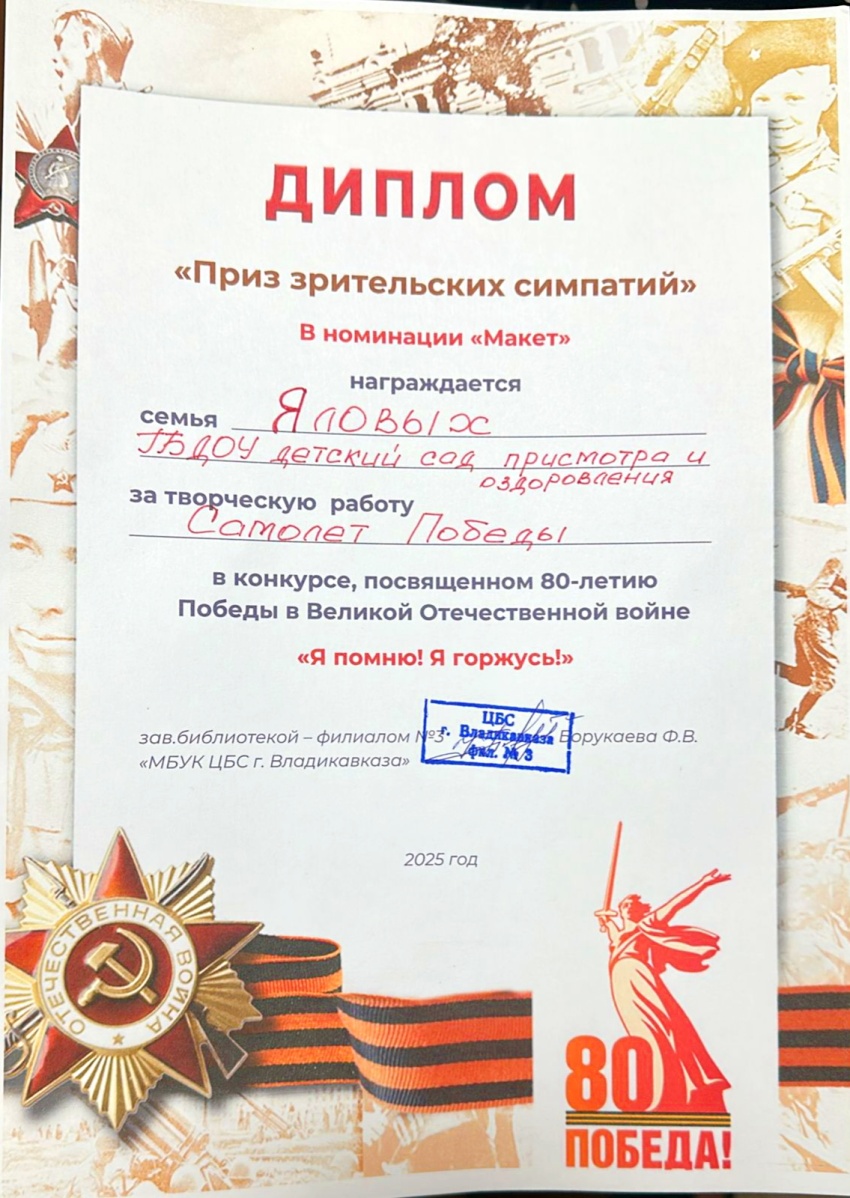 ДИПЛОМ
«Приз зрительских симпатий»
В номинации «Макет»
награждается
семья Яловых
ГБДОУ детский сад присмотра и
оздоровления
за творческую работу
Самолет Победы
в конкурсе, посвященном 80-летию
Победы в Великой Отечественной войне
«Я помню! Я горжусь!»
зав.библиотекой – филиалом №3 Борукаева Ф.В.
«МБУК ЦБС г. Владикавказа»
ЦБС
г. Владикавказа
фил. № 3
2025 год
ОТЕЧЕСТВЕННАЯ ВОЙНА
80
ПОБЕДА!